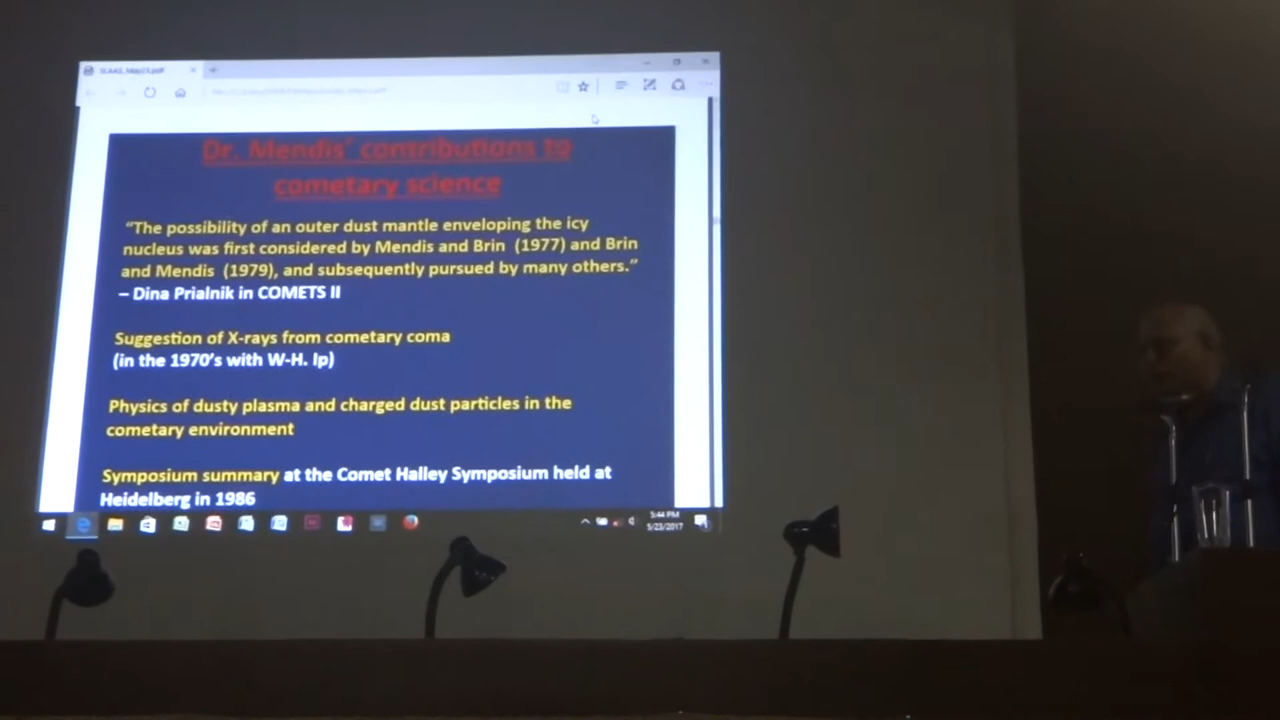 Dr. Mendis' contributions to
cometary science
“The possibility of an outer dust mantle enveloping the icy
nucleus was first considered by Mendis and Brin (1977) and Brin
and Mendis (1979), and subsequently pursued by many others.”
– Dina Prialnik in COMETS II
Suggestion of X-rays from cometary coma
(in the 1970's with W-H. Ip)
Physics of dusty plasma and charged dust particles in the
cometary environment
Symposium summary at the Comet Halley Symposium held at
Heidelberg in 1986
5:44 PM
5/23/2017